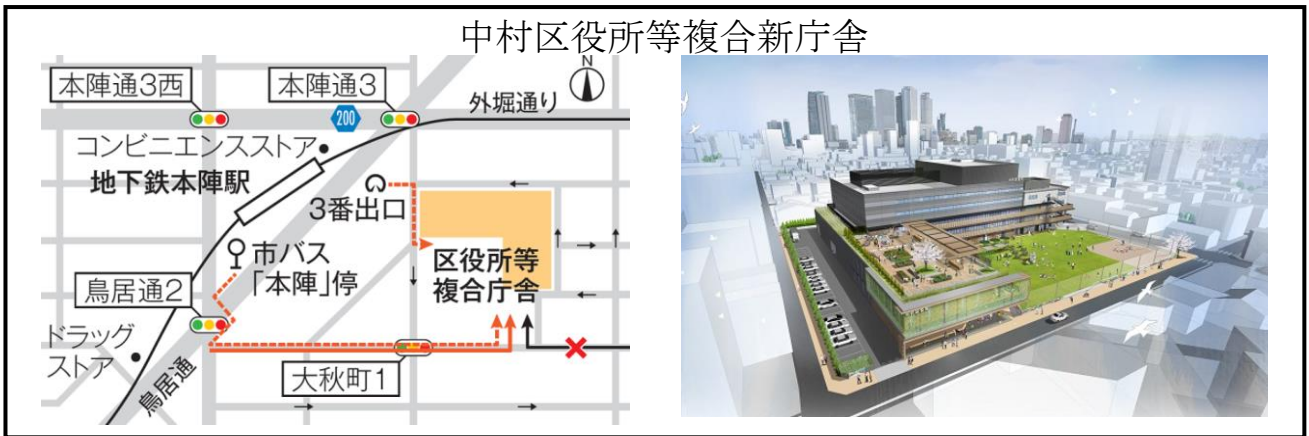 中村区役所等複合新庁舎
本陣通3西
本陣通3
N
200
外堀通り
コンビニエンスストア
地下鉄本陣駅
3番出口
市バス
「本陣」停
区役所等
複合庁舎
鳥居通2
ドラッグ
ストア
鳥居通
大秋町1